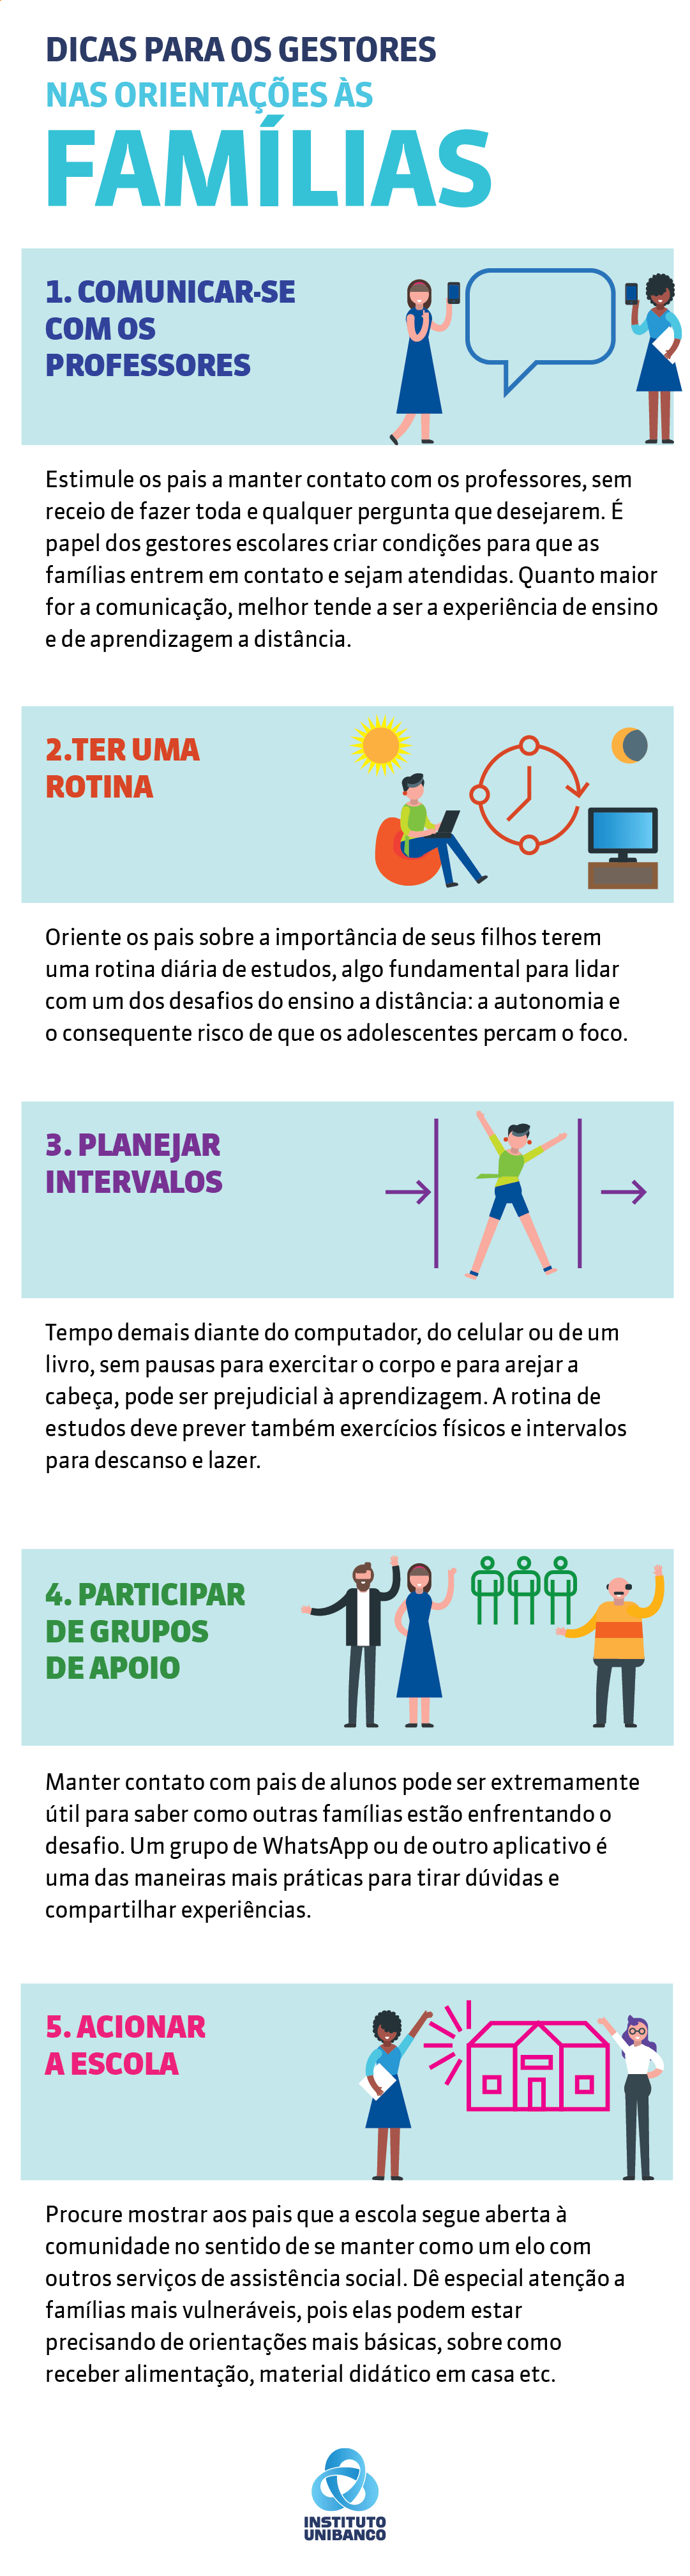 DICAS PARA OS GESTORES
NAS ORIENTAÇÕES ÀS
FAMÍLIAS
1. COMUNICAR-SE
COM OS
PROFESSORES
Estimule os pais a manter contato com os professores, sem
receio de fazer toda e qualquer pergunta que desejarem. É
papel dos gestores escolares criar condições para que as
famílias entrem em contato e sejam atendidas. Quanto maior
for a comunicação, melhor tende a ser a experiência de ensino
e de aprendizagem a distância.
2.TER UMA
ROTINA
Oriente os pais sobre a importância de seus filhos terem
uma rotina diária de estudos, algo fundamental para lidar
com um dos desafios do ensino a distância: a autonomia e
o consequente risco de que os adolescentes percam o foco.
3. PLANEJAR
INTERVALOS
Tempo demais diante do computador, do celular ou de um
livro, sem pausas para exercitar o corpo e para arejar a
cabeça, pode ser prejudicial à aprendizagem. A rotina de
estudos deve prever também exercícios físicos e intervalos
para descanso e lazer.
4. PARTICIPAR
DE GRUPOS
DE APOIO
Manter contato com pais de alunos pode ser extremamente
útil para saber como outras famílias estão enfrentando o
desafio. Um grupo de WhatsApp ou de outro aplicativo é
uma das maneiras mais práticas para tirar dúvidas e
compartilhar experiências.
5. ACIONAR
A ESCOLA
Procure mostrar aos pais que a escola segue aberta à
comunidade no sentido de se manter como um elo com
outros serviços de assistência social. Dê especial atenção a
famílias mais vulneráveis, pois elas podem estar
precisando de orientações mais básicas, sobre como
receber alimentação, material didático em casa etc.
INSTITUTO
UNIBANCO